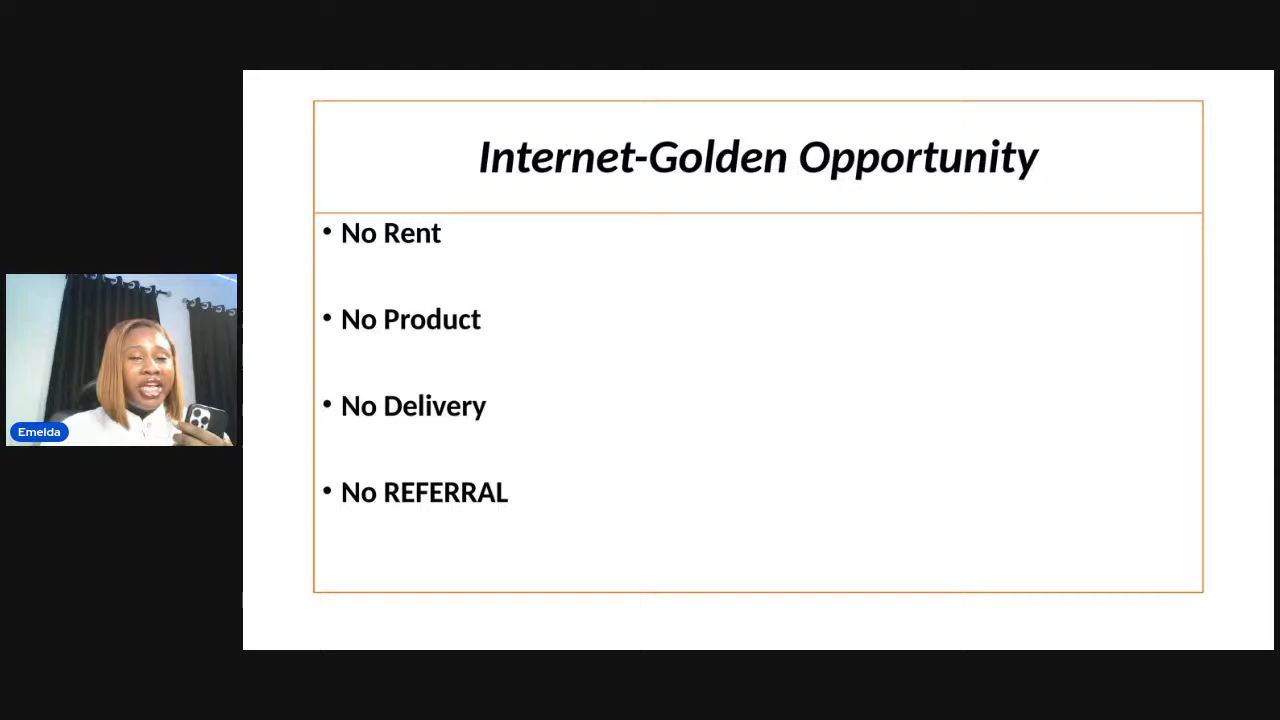 Internet-Golden Opportunity
• No Rent
• No Product
• No Delivery
• No REFERRAL
Emelda